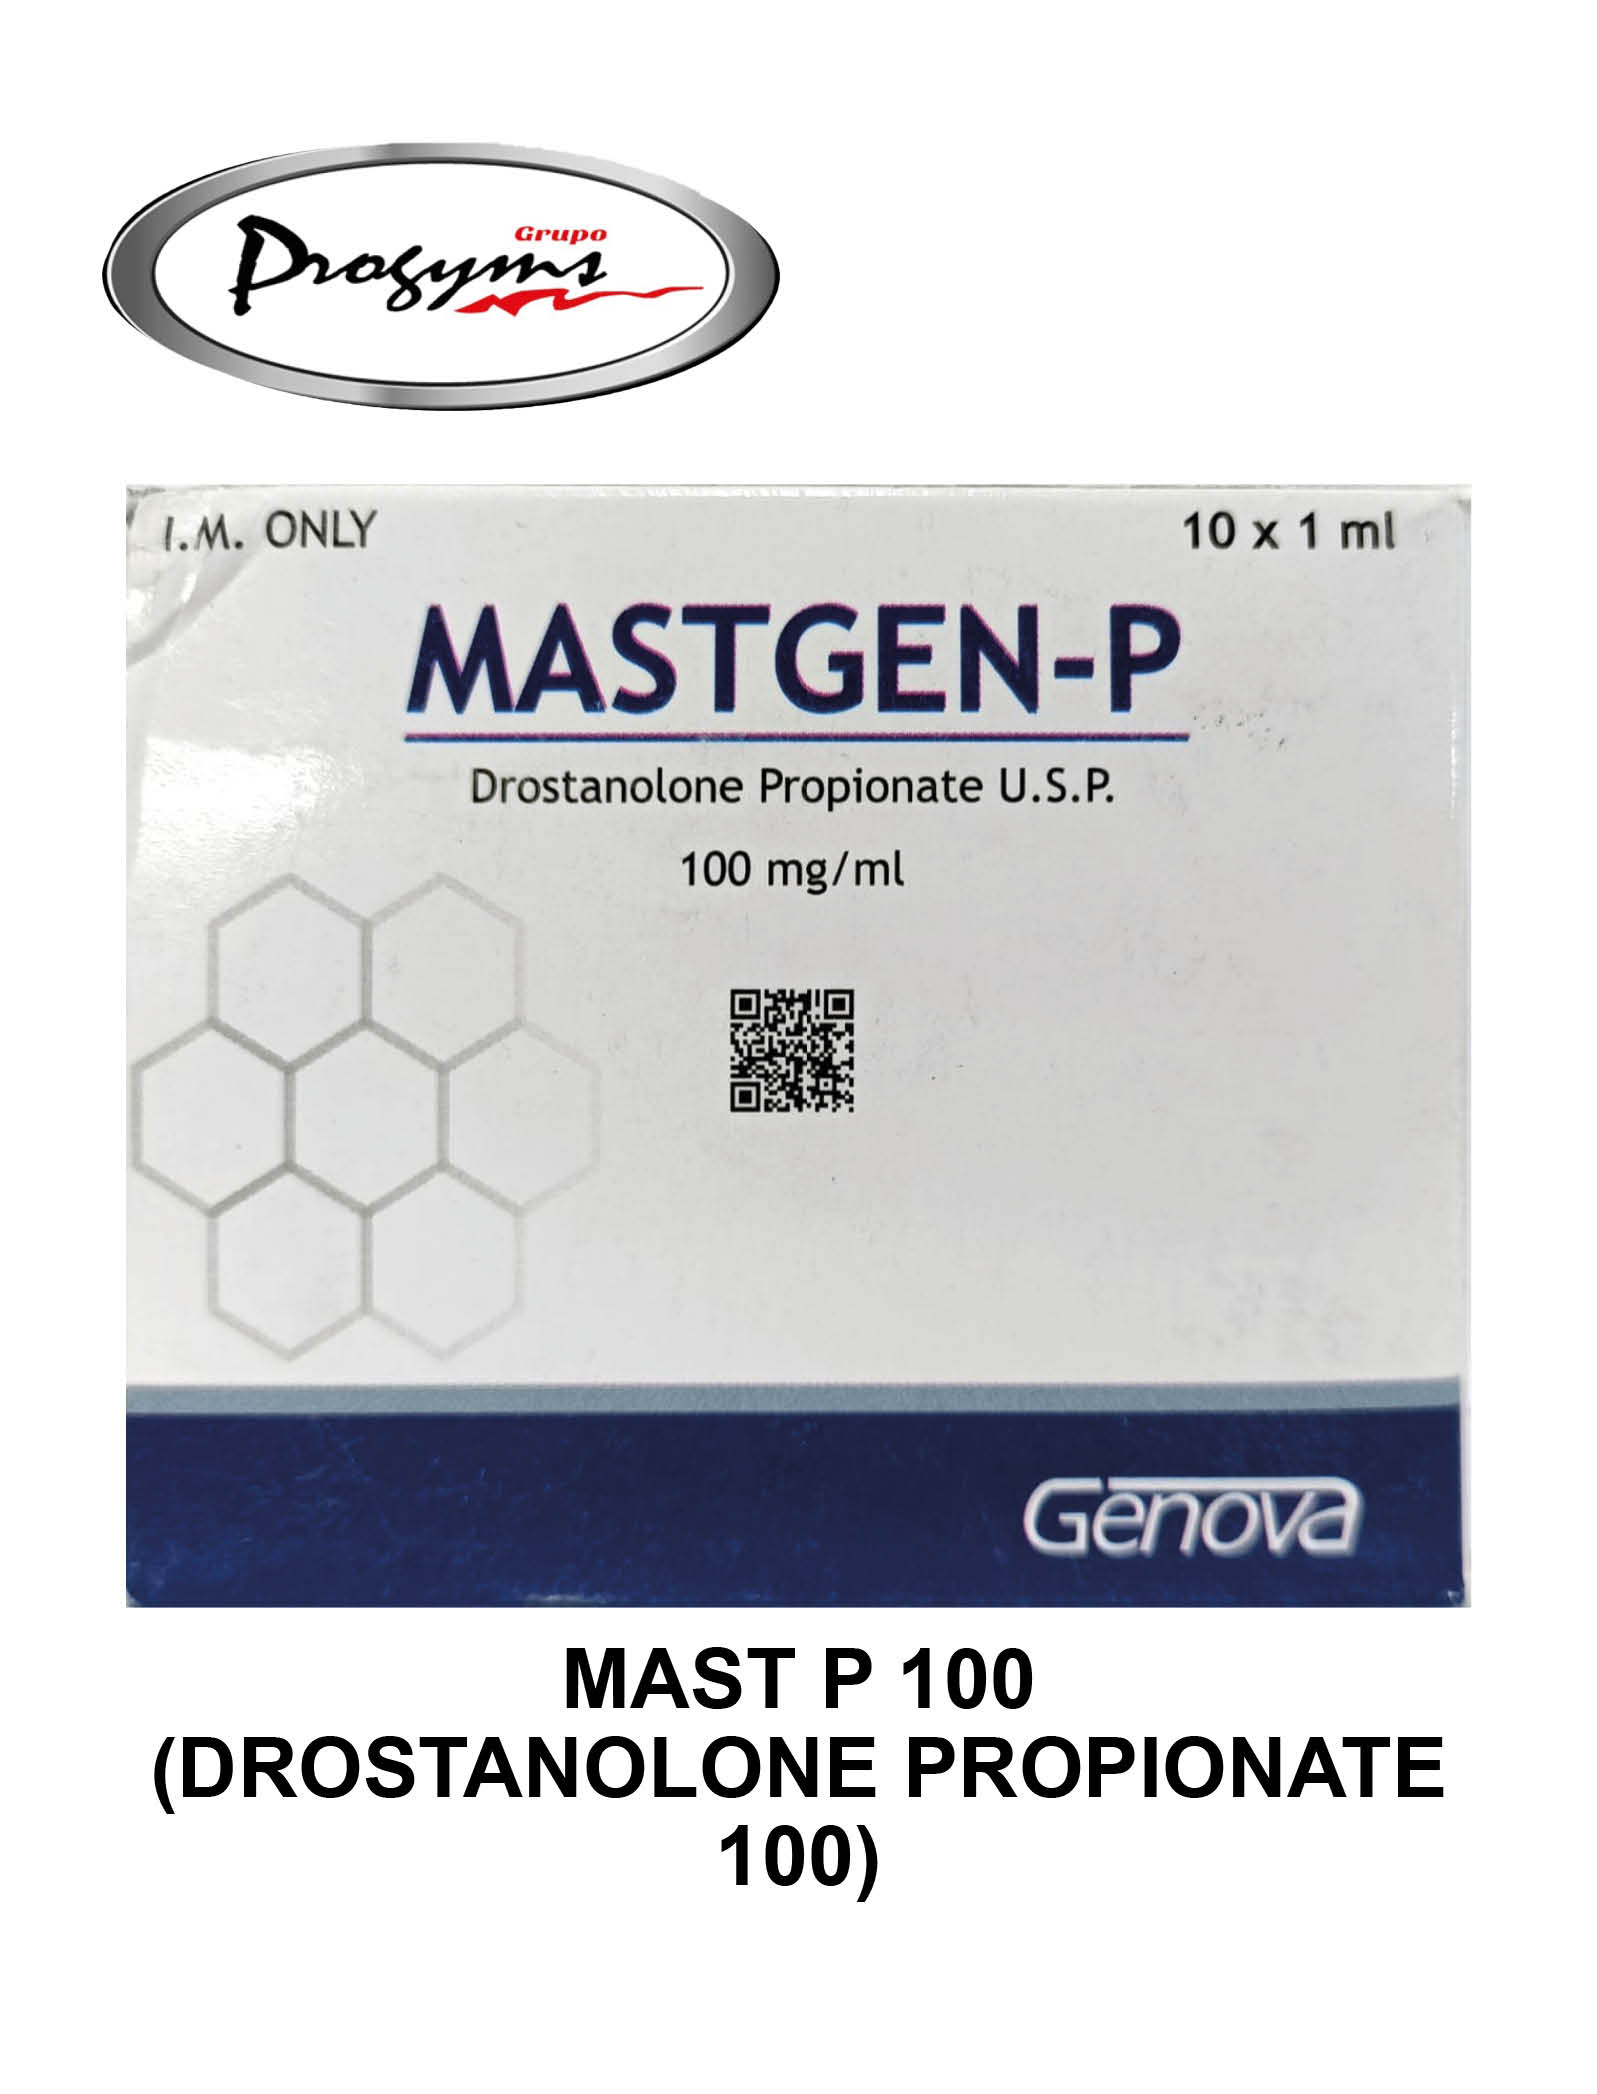 Grupo
Progyms
I.M. ONLY
10 x 1 ml
MASTGEN-P
Drostanolone Propionate U.S.P.
100 mg/ml
Genova
MAST P 100
(DROSTANOLONE PROPIONATE
100)